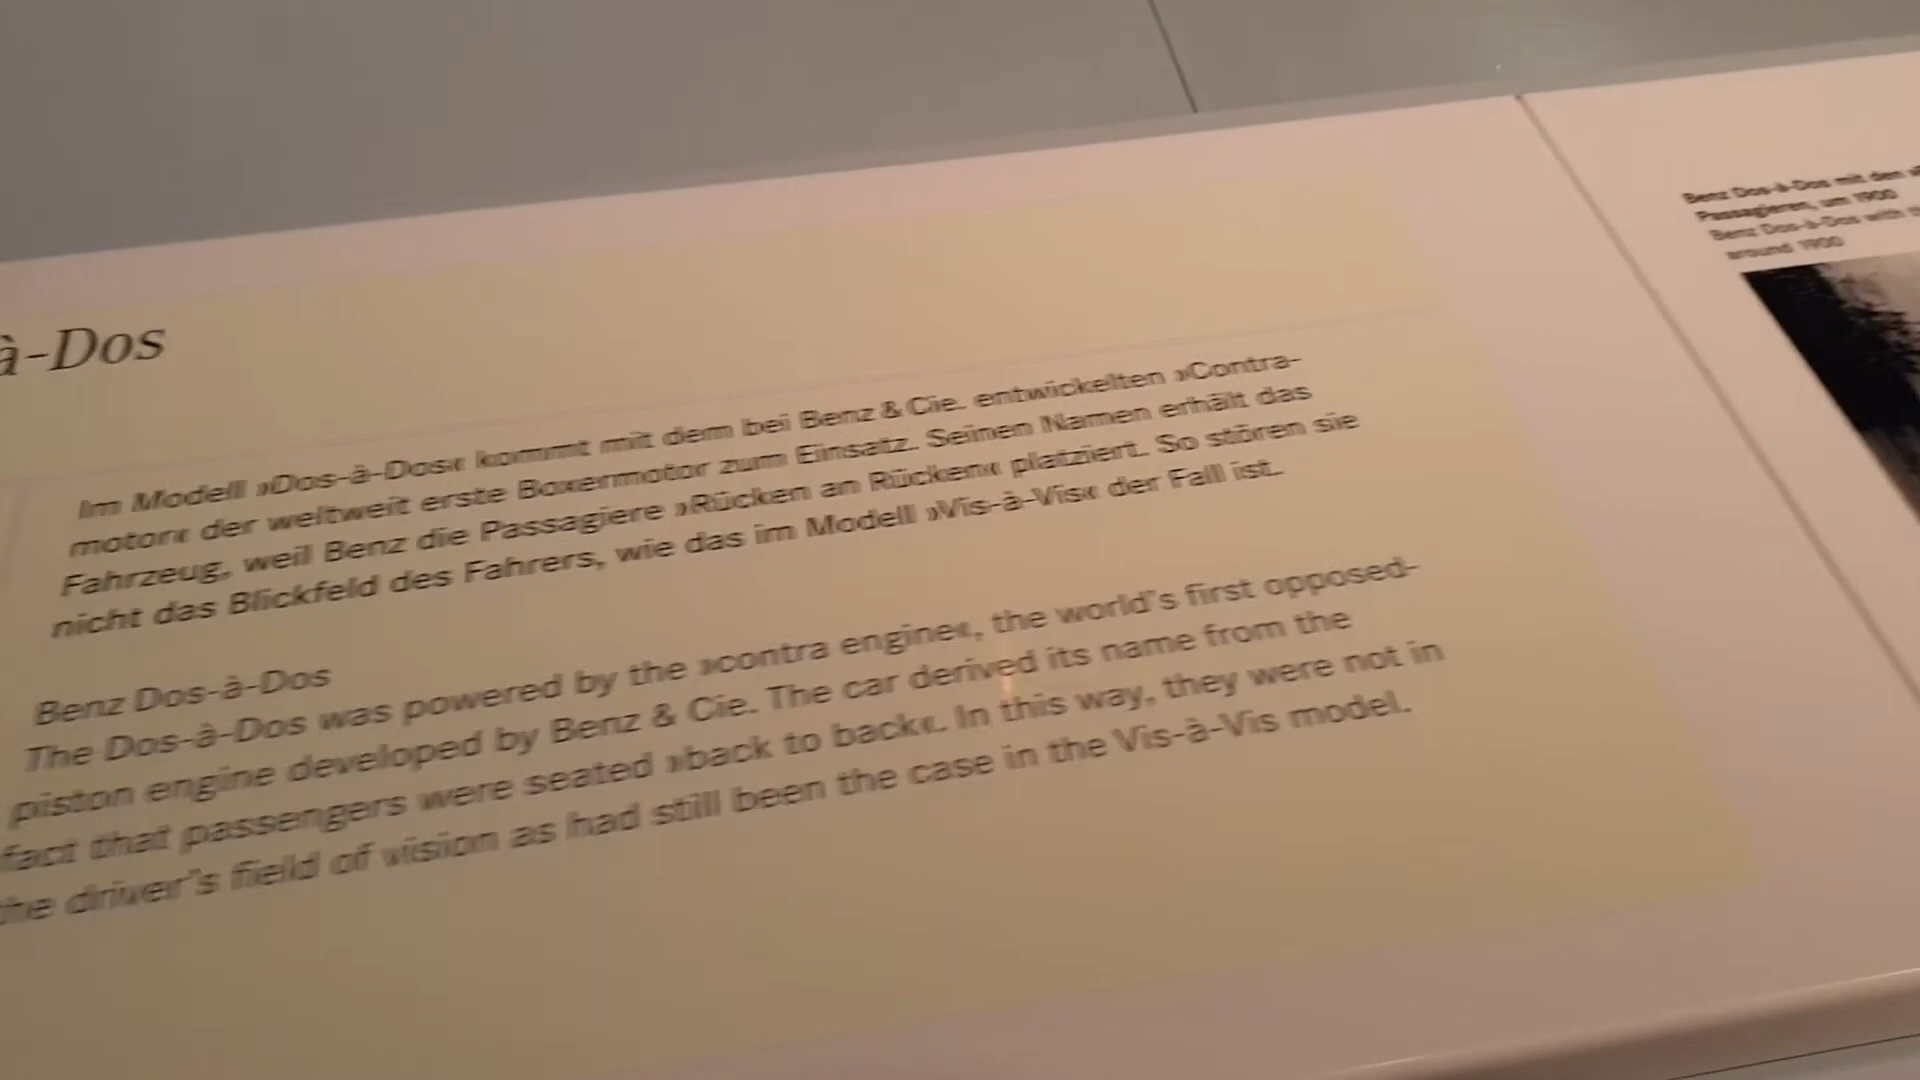 à-Dos
Im Modell »Dos-à-Dos« kommt mit dem bei Benz & Cie. entwickelten »Contra-
motor« der weltweit erste Boxermotor zum Einsatz. Seinen Namen erhält das
Fahrzeug, weil Benz die Passagiere »Rücken an Rücken« platziert. So stören sie
nicht das Blickfeld des Fahrers, wie das im Modell »Vis-à-Vis« der Fall ist.
Benz Dos-à-Dos
The Dos-à-Dos was powered by the »contra engine«, the world's first opposed-
piston engine developed by Benz & Cie. The car derived its name from the
fact that passengers were seated »back to back«. In this way, they were not in
the driver's field of vision as had still been the case in the Vis-à-Vis model.
Benz Dos-à-Dos mit den
Passagieren, um 1900
Benz Dos-à-Dos with
around 1900